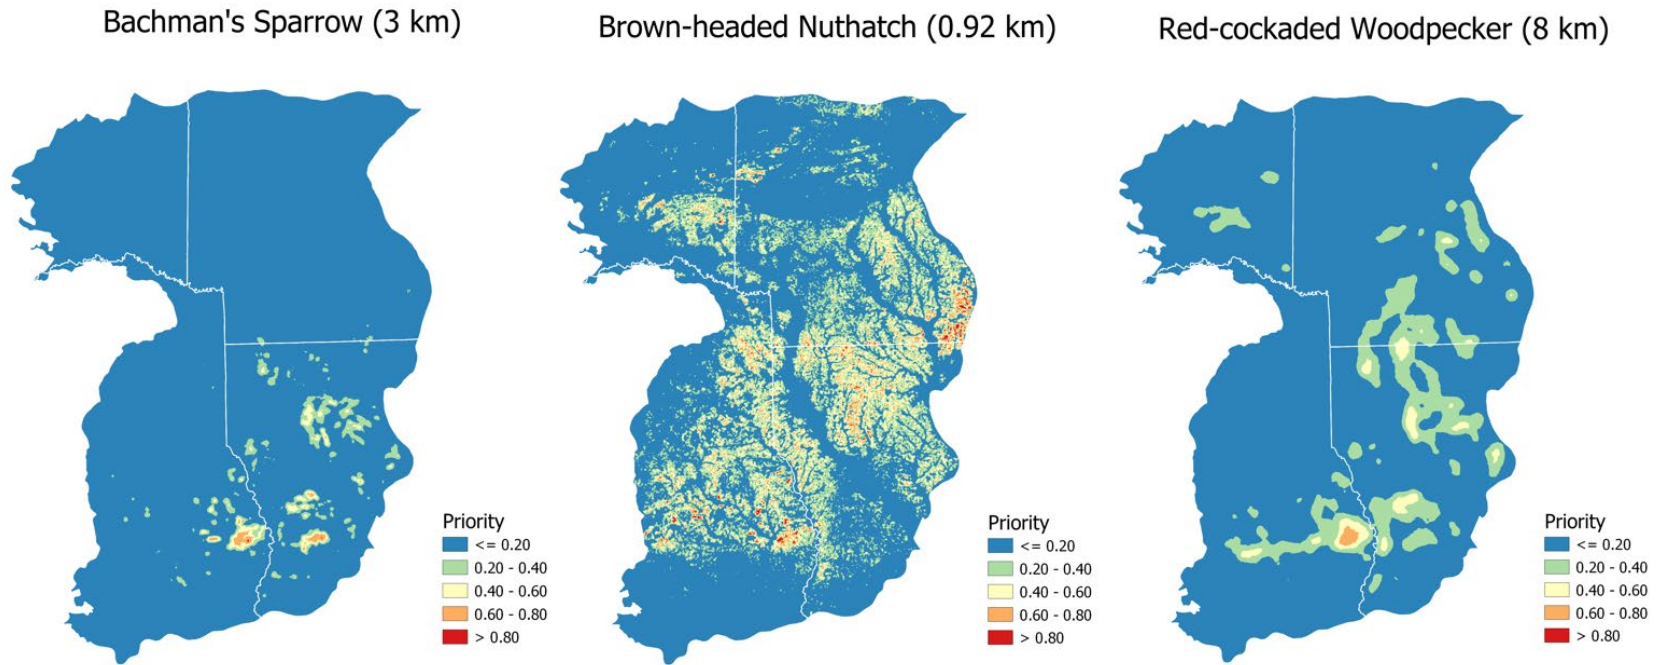 Bachman's Sparrow (3 km)
Brown-headed Nuthatch (0.92 km)
Red-cockaded Woodpecker (8 km)
Priority
<= 0.20
0.20 - 0.40
0.40 - 0.60
0.60 - 0.80
> 0.80
Priority
<= 0.20
0.20 - 0.40
0.40 - 0.60
0.60 - 0.80
> 0.80
Priority
<= 0.20
0.20 - 0.40
0.40 - 0.60
0.60 - 0.80
> 0.80